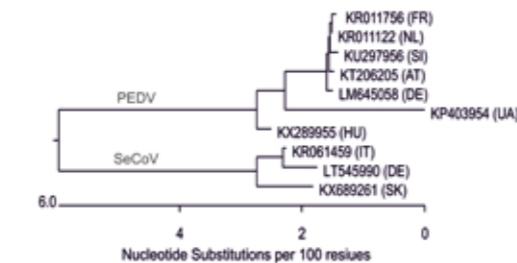 KR011756 (FR)
KR011122 (NL)
KU297956 (SI)
KT206205 (AT)
LM645058 (DE)
PEDV
KP403954 (UA)
KX289955 (HU)
KR061459 (IT)
SeCoV
LT545990 (DE)
KX689261 (SK)
6.0
4 2 0
Nucleotide Substitutions per 100 resiues